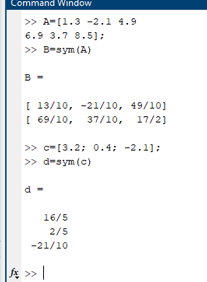 Command Window
>> A=[1.3 -2.1 4.9
6.9 3.7 8.5];
>> B=sym(A)
B =
[ 13/10, -21/10, 49/10]
[ 69/10, 37/10, 17/2]
>> c=[3.2; 0.4; -2.1];
>> d=sym(c)
d =
16/5
2/5
-21/10
fx >>